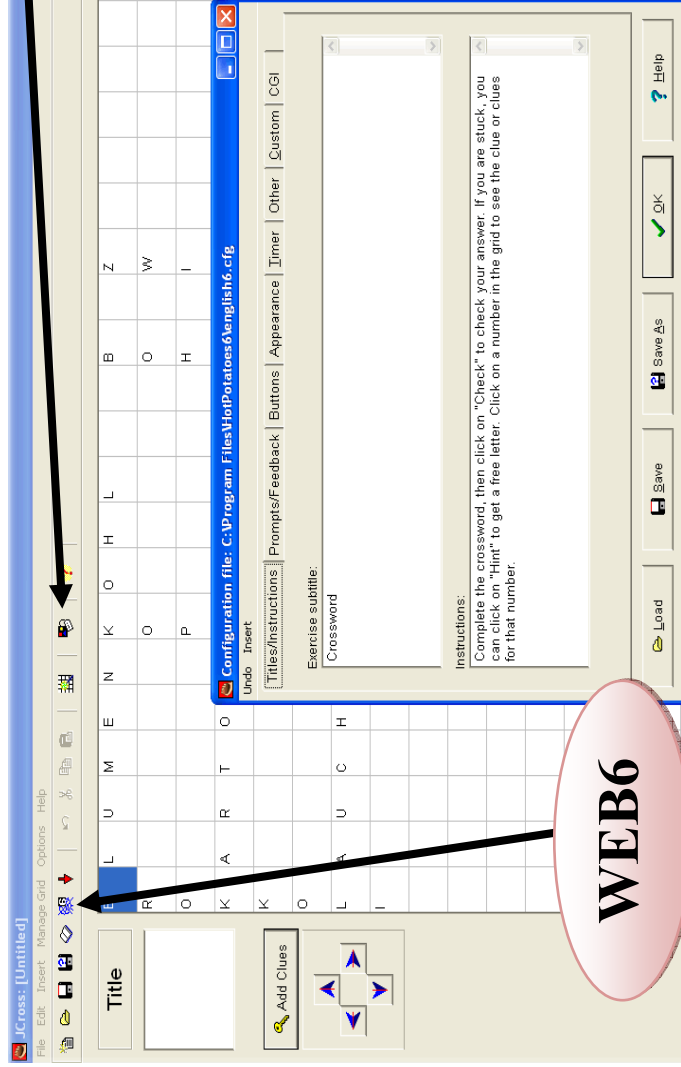 JCross: [Untitled]
File Edit Insert Manage Grid Options Help
Title
Add Clues
B L U M E N K O H L B Z
R O O W
O P H I
K A R T O
K
O
L A U C H
I
Configuration file: C:\Program Files\HotPotatoes6\english6.cfg
Undo Insert
Titles/Instructions Prompts/Feedback Buttons Appearance Timer Other Custom CGI
Exercise subtitle:
Crossword
Instructions:
Complete the crossword, then click on "Check" to check your answer. If you are stuck, you
can click on "Hint" to get a free letter. Click on a number in the grid to see the clue or clues
for that number.
Load Save Save As OK Help
WEB6